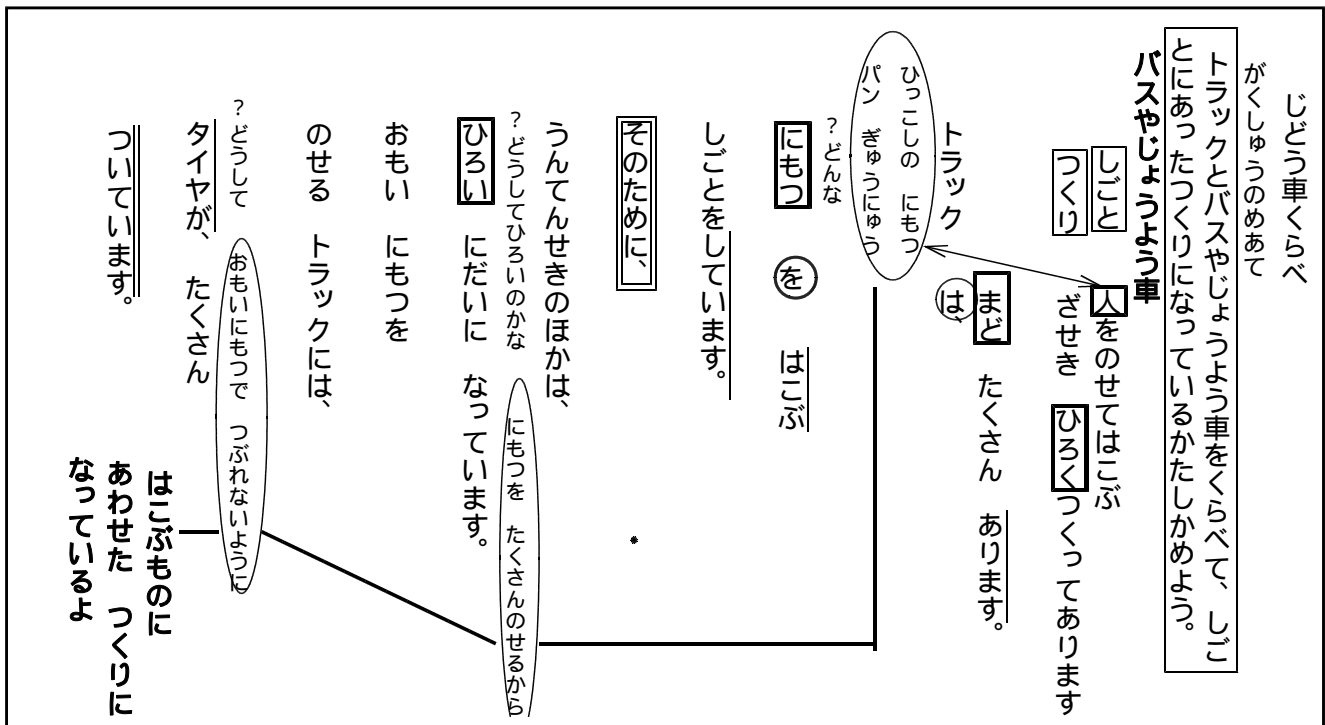 じどう車くらべ
がくしゅうのめあて
トラックとバスやじょうよう車をくらべて、しご
とにあったつくりになっているかたしかめよう。
バスやじょうよう車
しごと 人をのせてはこぶ
つくり ざせき ひろくつくってあります
まど たくさん あります。
トラック は、
ひっこしの にもつ
パン ぎゅうにゅう
?どんな
にもつ を はこぶ
しごとをしています。
そのために、
うんてんせきのほかは、
?どうしてひろいのかな
にもつを たくさんのせるから
ひろい にだいに なっています。
おもい にもつを
のせる トラックには、
?どうして
おもいにもつで つぶれないように
タイヤが、 たくさん
ついています。
はこぶものに
あわせた つくりに
なっているよ